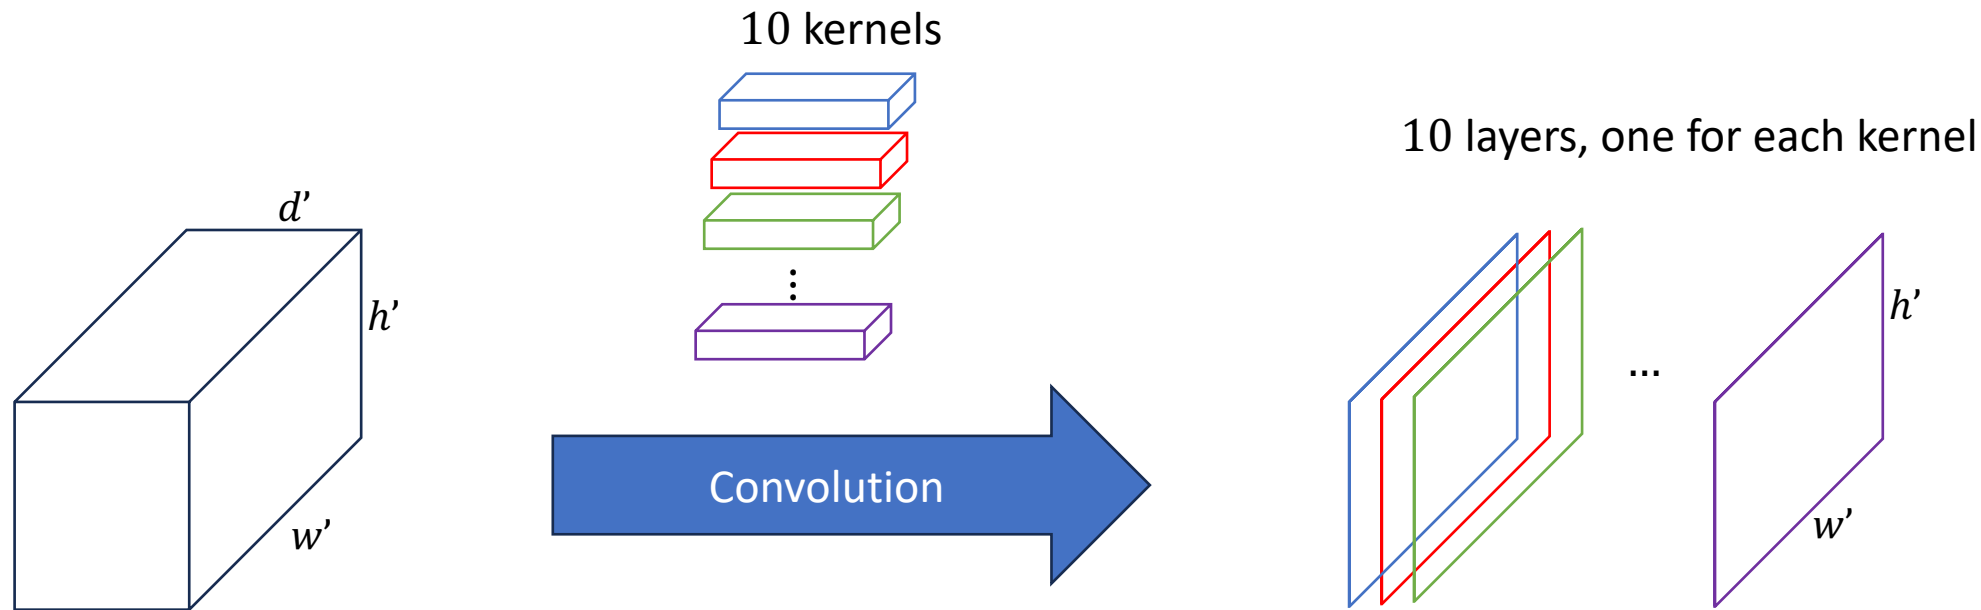 10 kernels
10 layers, one for each kernel
d’
h’
w’
⋮
Convolution
...
h’
w’